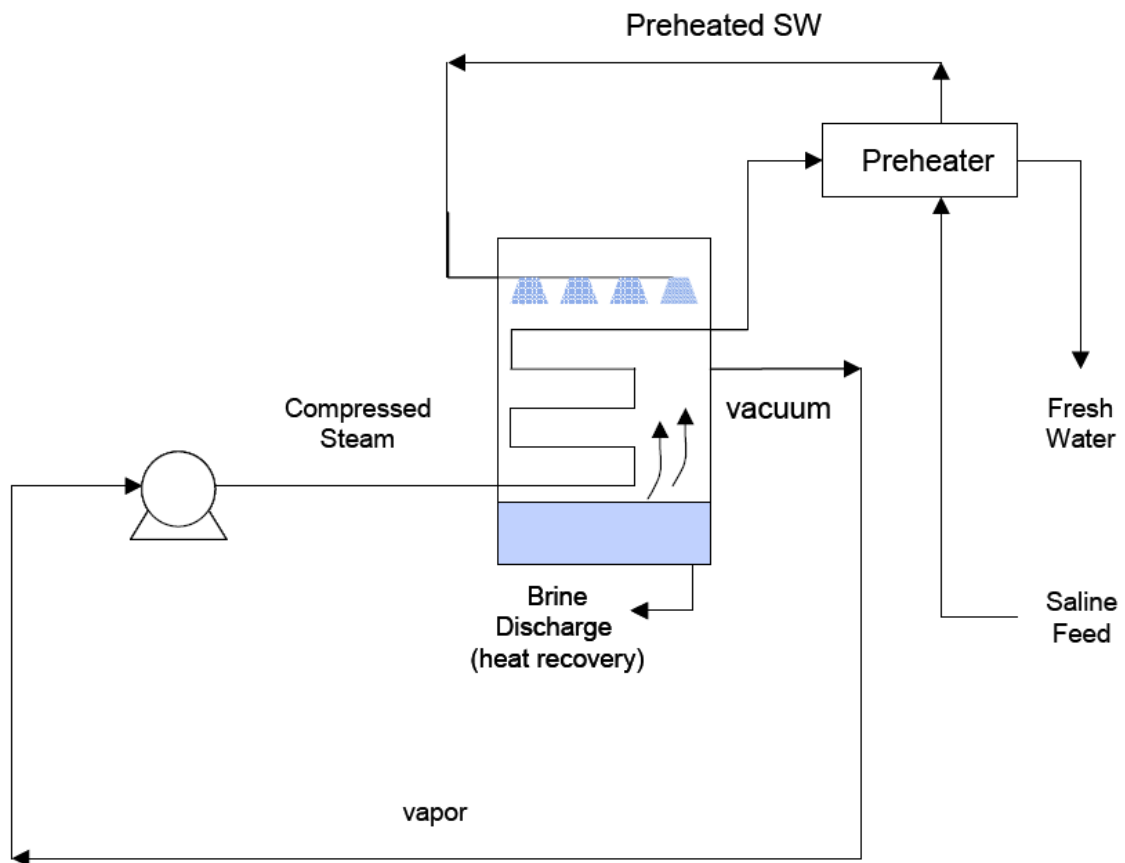 Preheated SW
Preheater
Compressed
Steam
vacuum
Fresh
Water
Brine
Discharge
(heat recovery)
Saline
Feed
vapor